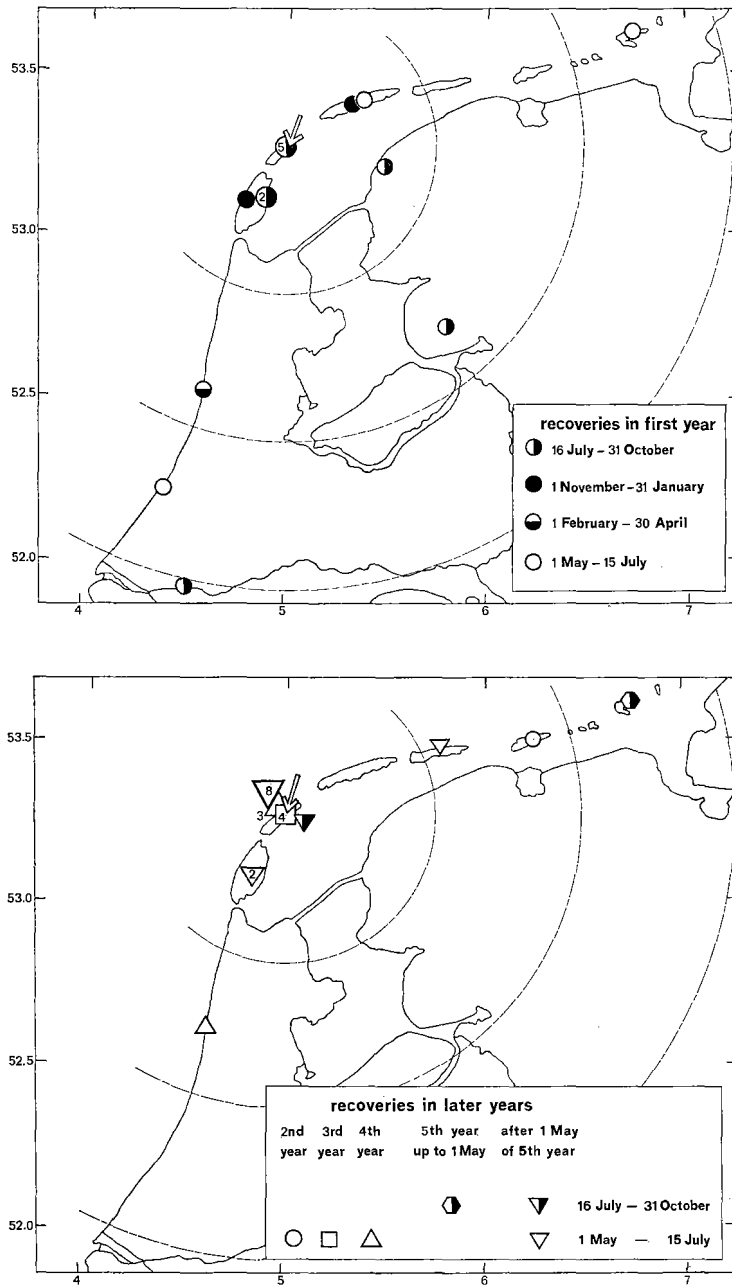 53.5
53.0
52.5
52.0
5
2
recoveries in first year
16 July – 31 October
1 November – 31 January
1 February – 30 April
1 May – 15 July
4 5 6 7
53.5
53.0
52.5
52.0
8
3
4
2
recoveries in later years
2nd 3rd 4th 5th year after 1 May
year year year up to 1 May of 5th year
16 July – 31 October
1 May – 15 July
4 5 6 7